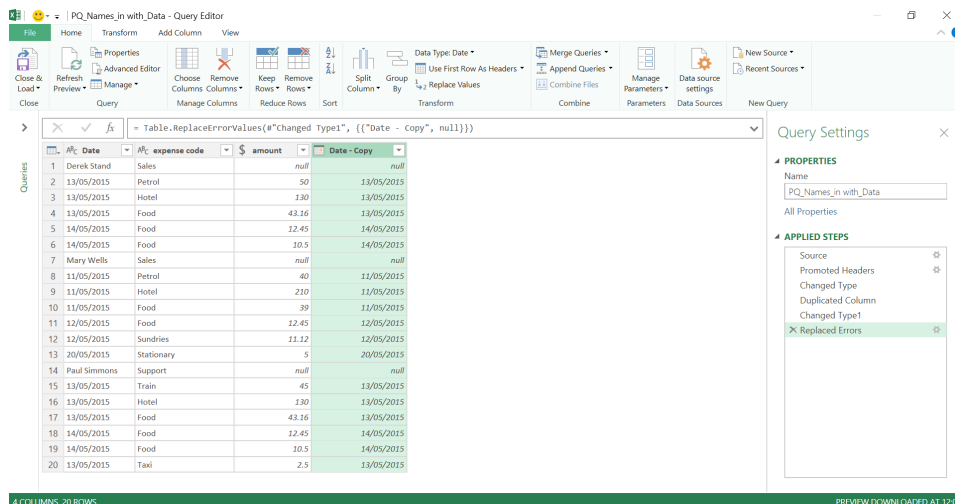 PQ_Names_in with_Data - Query Editor
File Home Transform Add Column View
Close & Load
Refresh Preview
Properties
Advanced Editor
Manage
Choose Columns
Remove Columns
Keep Rows
Remove Rows
Split Column
Group By
Data Type: Date
Use First Row As Headers
Replace Values
Merge Queries
Append Queries
Combine Files
Manage Parameters
Data source settings
New Source
Recent Sources
Close Query Manage Columns Reduce Rows Sort Transform Combine Parameters Data Sources New Query
fx = Table.ReplaceErrorValues(#"Changed Type1", {{"Date - Copy", null}})
Queries
ABC Date ABC expense code $ amount Date - Copy
1 Derek Stand Sales null null
2 13/05/2015 Petrol 50 13/05/2015
3 13/05/2015 Hotel 130 13/05/2015
4 13/05/2015 Food 43.16 13/05/2015
5 14/05/2015 Food 12.45 14/05/2015
6 14/05/2015 Food 10.5 14/05/2015
7 Mary Wells Sales null null
8 11/05/2015 Petrol 40 11/05/2015
9 11/05/2015 Hotel 210 11/05/2015
10 11/05/2015 Food 39 11/05/2015
11 12/05/2015 Food 12.45 12/05/2015
12 12/05/2015 Sundries 11.12 12/05/2015
13 20/05/2015 Stationary 5 20/05/2015
14 Paul Simmons Support null null
15 13/05/2015 Train 45 13/05/2015
16 13/05/2015 Hotel 130 13/05/2015
17 13/05/2015 Food 43.16 13/05/2015
18 14/05/2015 Food 12.45 14/05/2015
19 14/05/2015 Food 10.5 14/05/2015
20 13/05/2015 Taxi 2.5 13/05/2015
Query Settings
PROPERTIES
Name
PQ_Names_in with_Data
All Properties
APPLIED STEPS
Source
Promoted Headers
Changed Type
Duplicated Column
Changed Type1
Replaced Errors
4 COLUMNS, 20 ROWS
PREVIEW DOWNLOADED AT